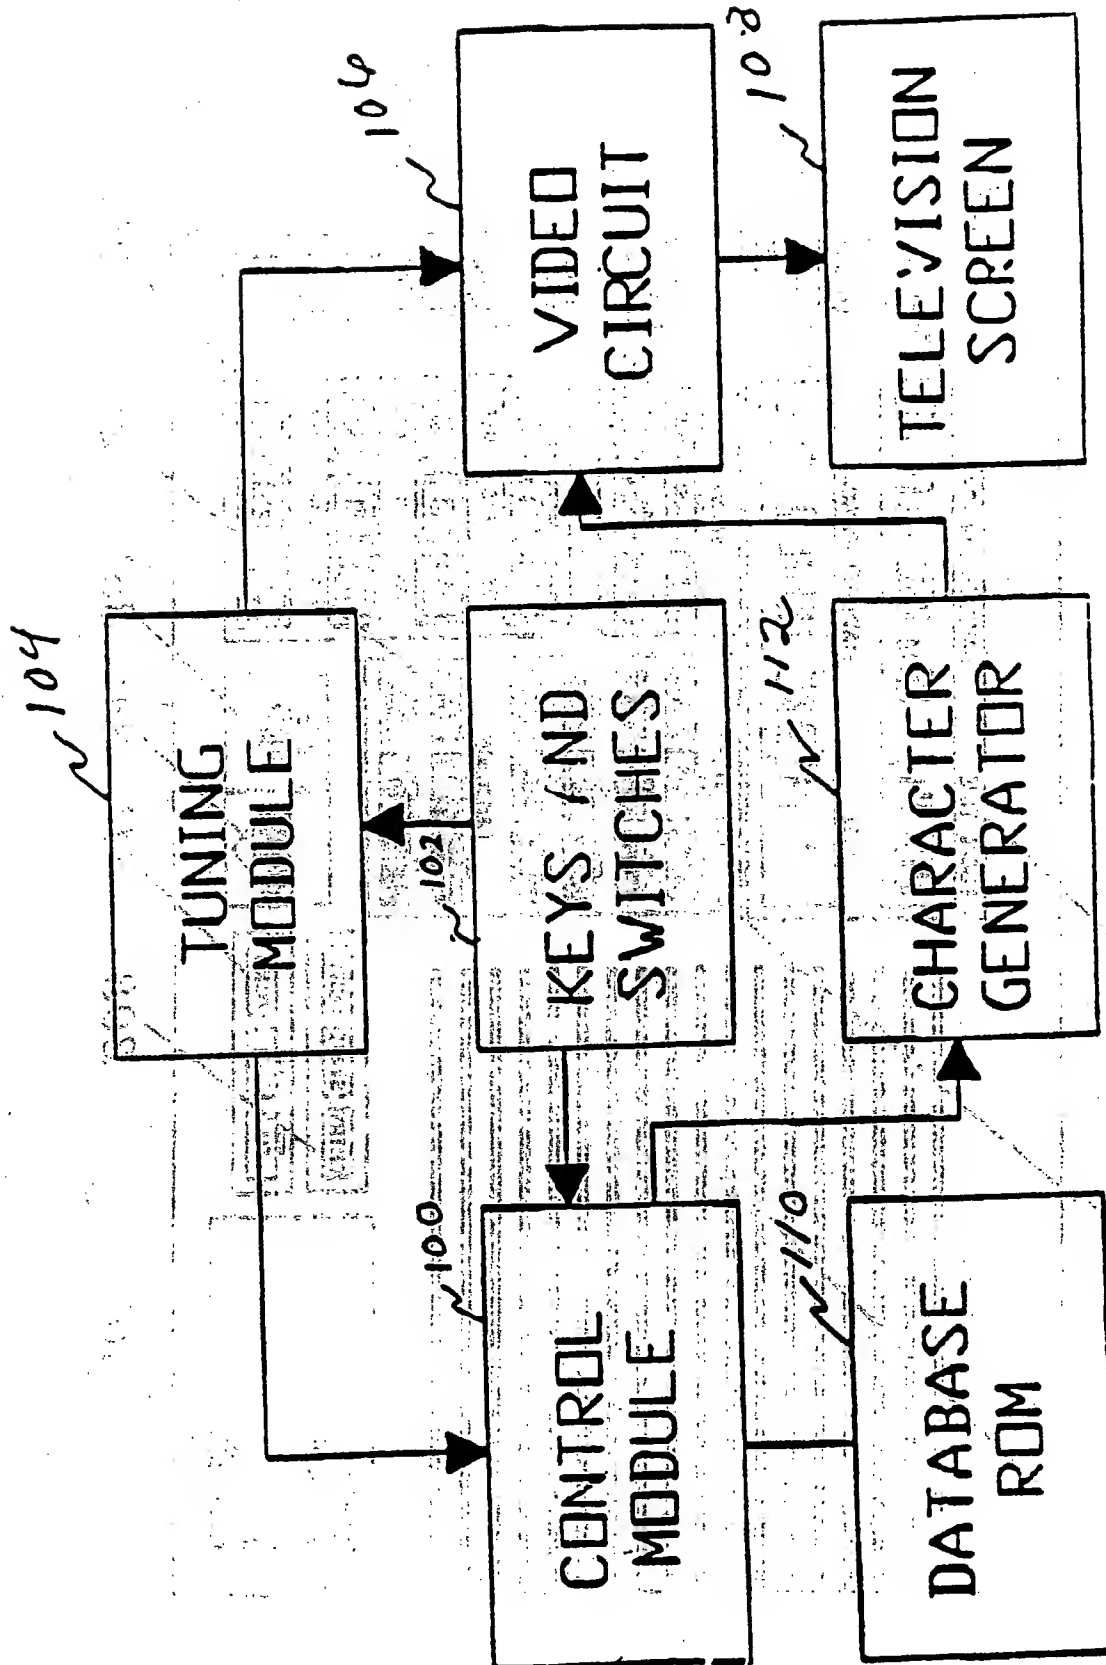 104
TUNING
MODULE
106
VIDEO
CIRCUIT
102
KEYS AND
SWITCHES
100
CONTROL
MODULE
108
TELEVISION
SCREEN
112
CHARACTER
GENERATOR
110
DATABASE
ROM